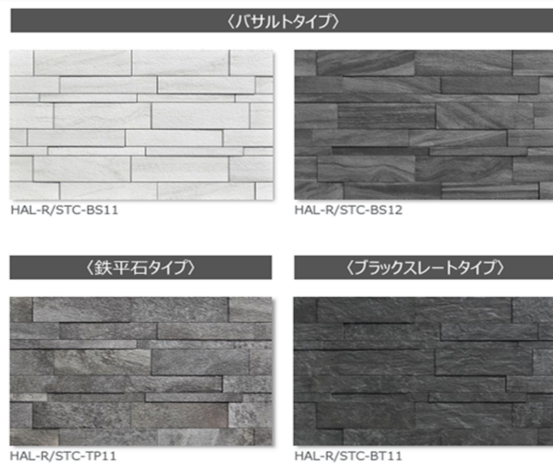 〈バサルトタイプ〉
HAL-R/STC-BS11
HAL-R/STC-BS12
〈鉄平石タイプ〉
〈ブラックスレートタイプ〉
HAL-R/STC-TP11
HAL-R/STC-BT11